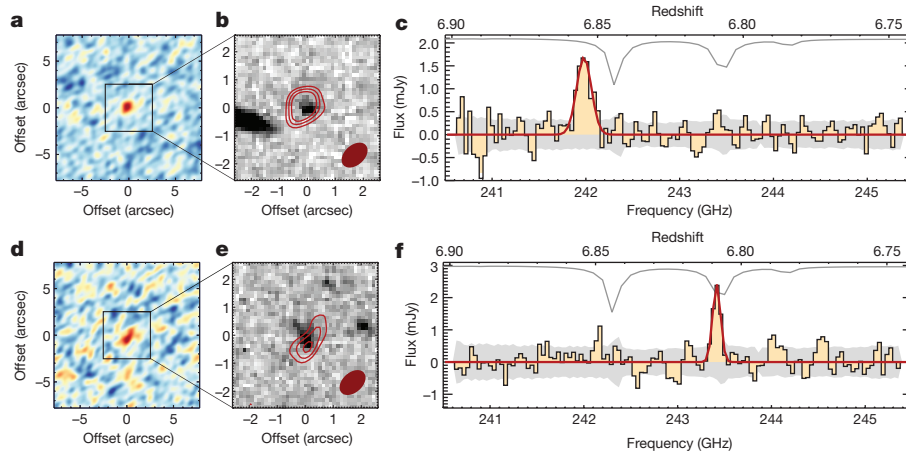 a
b
c
Redshift
6.90 6.85 6.80 6.75
Offset (arcsec)
5
0
−5
−5 0 5
Offset (arcsec)
2
1
0
−1
−2
−2 −1 0 1 2
Offset (arcsec)
Flux (mJy)
2.0
1.5
1.0
0.5
0.0
−0.5
−1.0
241 242 243 244 245
Frequency (GHz)
d
e
f
Redshift
6.90 6.85 6.80 6.75
Offset (arcsec)
5
0
−5
−5 0 5
Offset (arcsec)
2
1
0
−1
−2
−2 −1 0 1 2
Offset (arcsec)
Flux (mJy)
3
2
1
0
−1
241 242 243 244 245
Frequency (GHz)